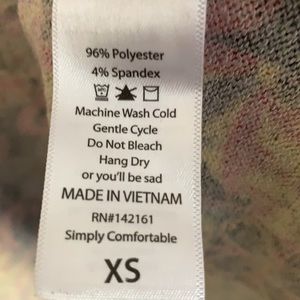 96% Polyester
4% Spandex
Machine Wash Cold
Gentle Cycle
Do Not Bleach
Hang Dry
or you'll be sad
MADE IN VIETNAM
RN#142161
Simply Comfortable
XS